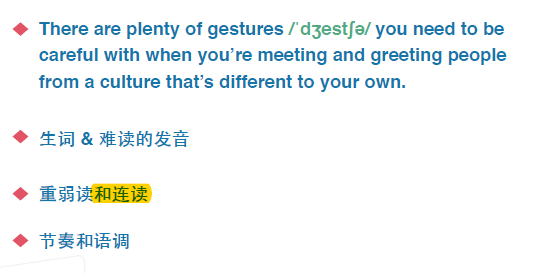 There are plenty of gestures /ˈdʒestʃə/ you need to be
careful with when you’re meeting and greeting people
from a culture that’s different to your own.
生词 & 难读的发音
重弱读和连读
节奏和语调